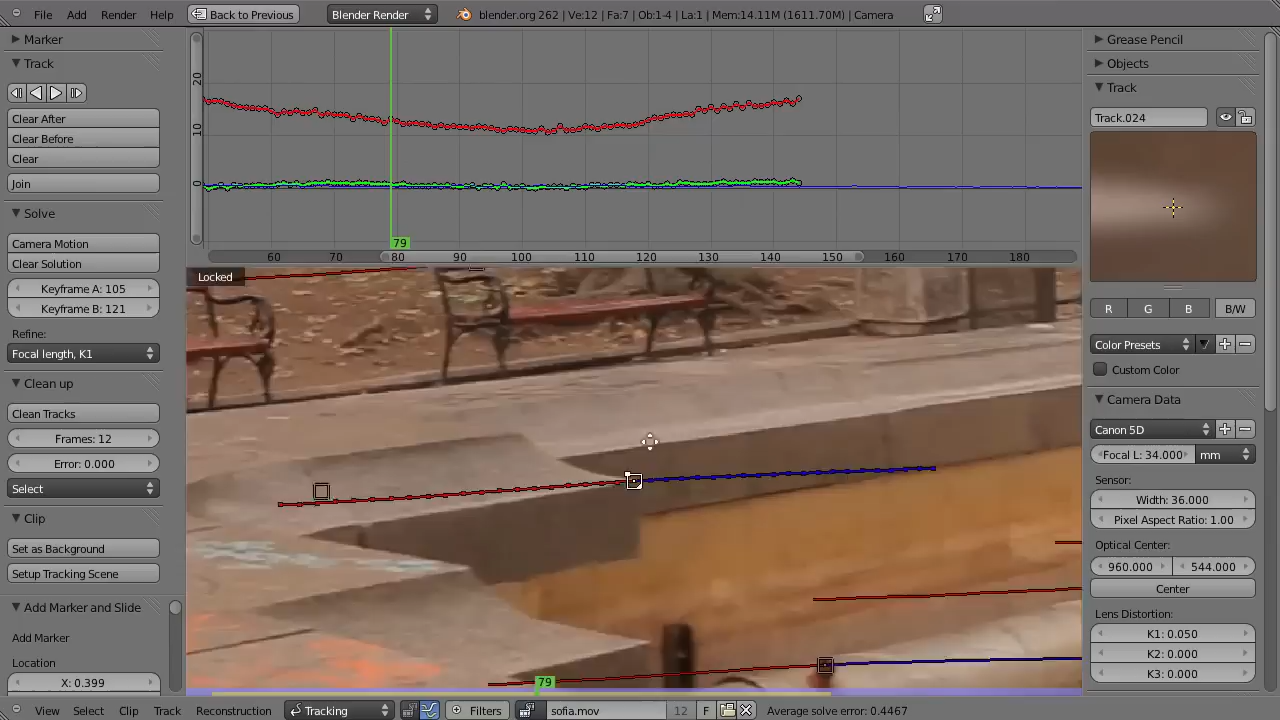 File Add Render Help Back to Previous Blender Render blender.org 262 | Ve:12 | Fa:7 | Ob:1-4 | La:1 | Mem:14.11M (1611.70M) | Camera
Marker
Track
Clear After
Clear Before
Clear
Join
Solve
Camera Motion
Clear Solution
Keyframe A: 105
Keyframe B: 121
Refine:
Focal length, K1
Clean up
Clean Tracks
Frames: 12
Error: 0.000
Select
Clip
Set as Background
Setup Tracking Scene
Add Marker and Slide
Add Marker
Location
X: 0.399
20
10
0
79
60 70 80 90 100 110 120 130 140 150 160 170 180
Locked
79
Grease Pencil
Objects
Track
Track.024
R G B B/W
Color Presets
Custom Color
Camera Data
Canon 5D
Focal L: 34.000 mm
Sensor:
Width: 36.000
Pixel Aspect Ratio: 1.00
Optical Center:
960.000 544.000
Center
Lens Distortion:
K1: 0.050
K2: 0.000
K3: 0.000
View Select Clip Track Reconstruction Tracking Filters sofia.mov 12 F Average solve error: 0.4467